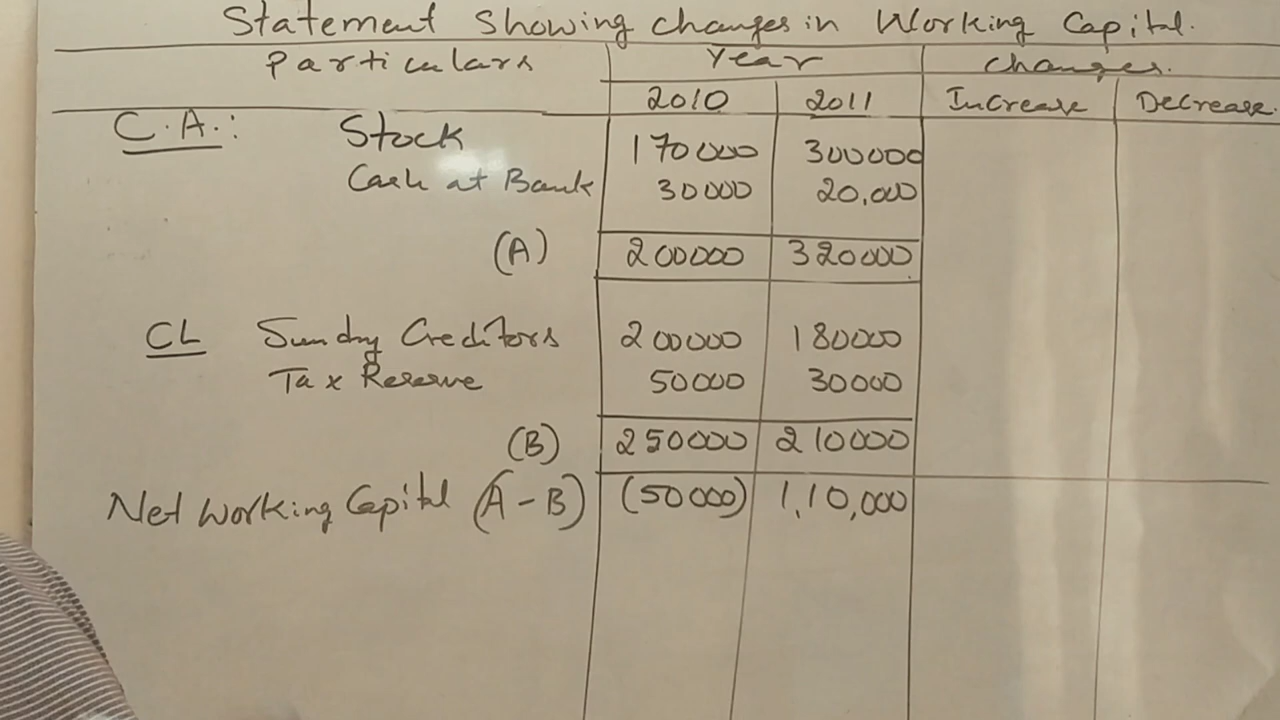 Statement Showing Changes in Working Capital.
Particulars Year Changes.
2010 2011 Increase Decrease.
C.A.: Stock 170000 300000
Cash at Bank 30000 20,000
(A) 200000 320000
CL Sundry Creditors 200000 180000
Tax Reserve 50000 30000
(B) 250000 210000
Net Working Capital (A-B) (50000) 1,10,000